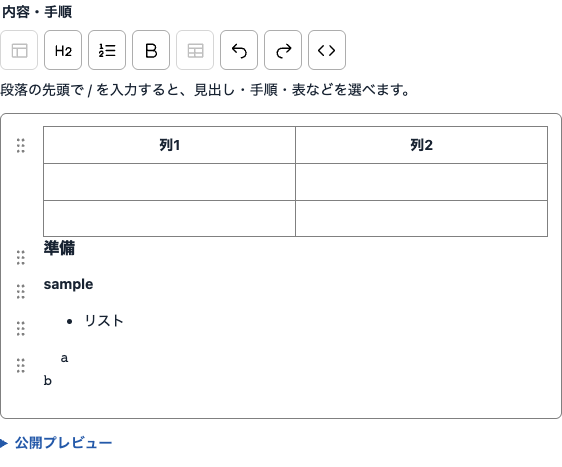 内容・手順
H2 B
段落の先頭で / を入力すると、見出し・手順・表などを選べます。
列1 列2
準備
sample
• リスト
a
b
▶ 公開プレビュー